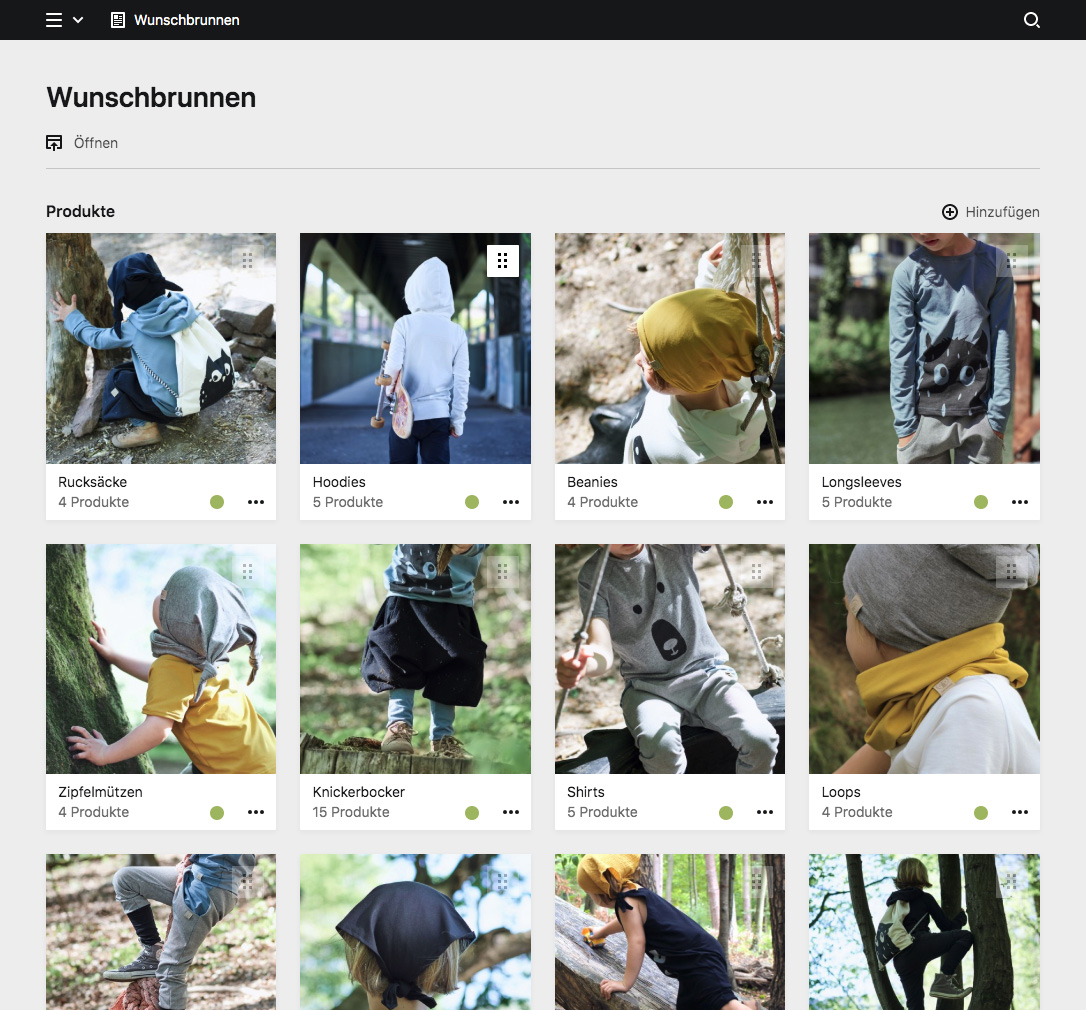 Wunschbrunnen
Wunschbrunnen
Öffnen
Produkte
Hinzufügen
Rucksäcke
4 Produkte
Hoodies
5 Produkte
Beanies
4 Produkte
Longsleeves
5 Produkte
Zipfelmützen
4 Produkte
Knickerbocker
15 Produkte
Shirts
5 Produkte
Loops
4 Produkte